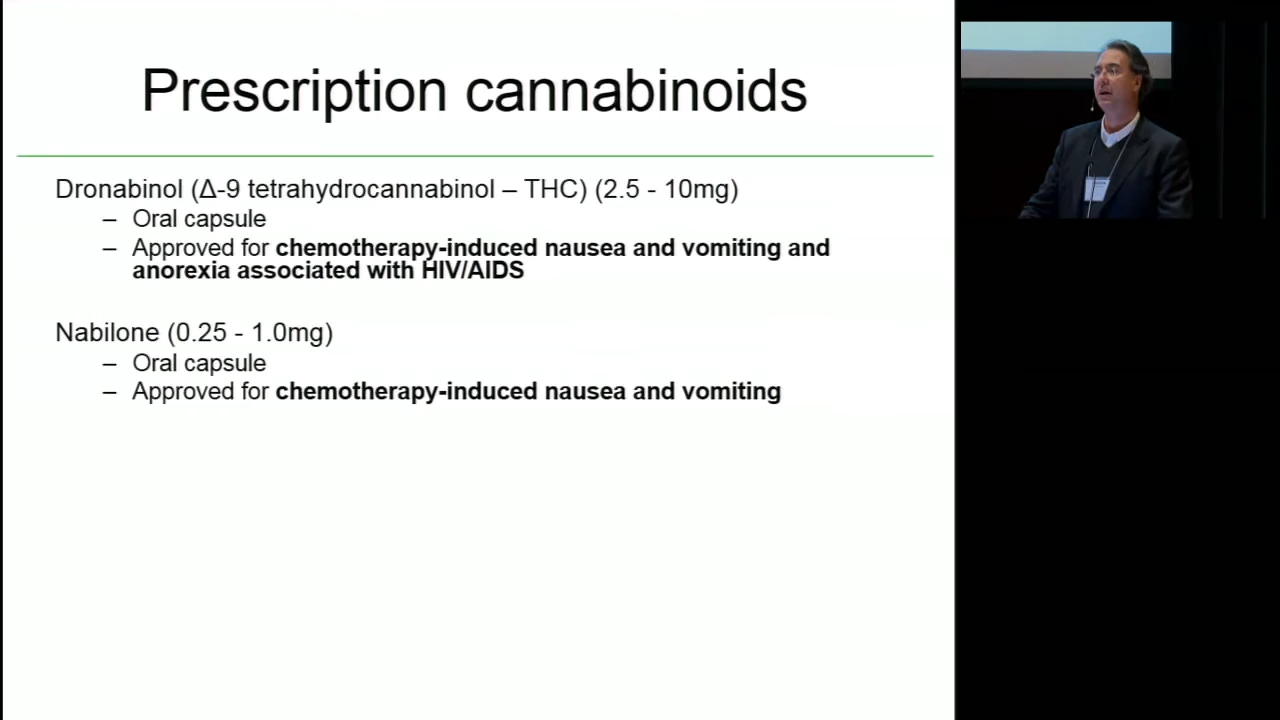 Prescription cannabinoids
Dronabinol (Δ-9 tetrahydrocannabinol – THC) (2.5 - 10mg)
– Oral capsule
– Approved for chemotherapy-induced nausea and vomiting and
anorexia associated with HIV/AIDS
Nabilone (0.25 - 1.0mg)
– Oral capsule
– Approved for chemotherapy-induced nausea and vomiting